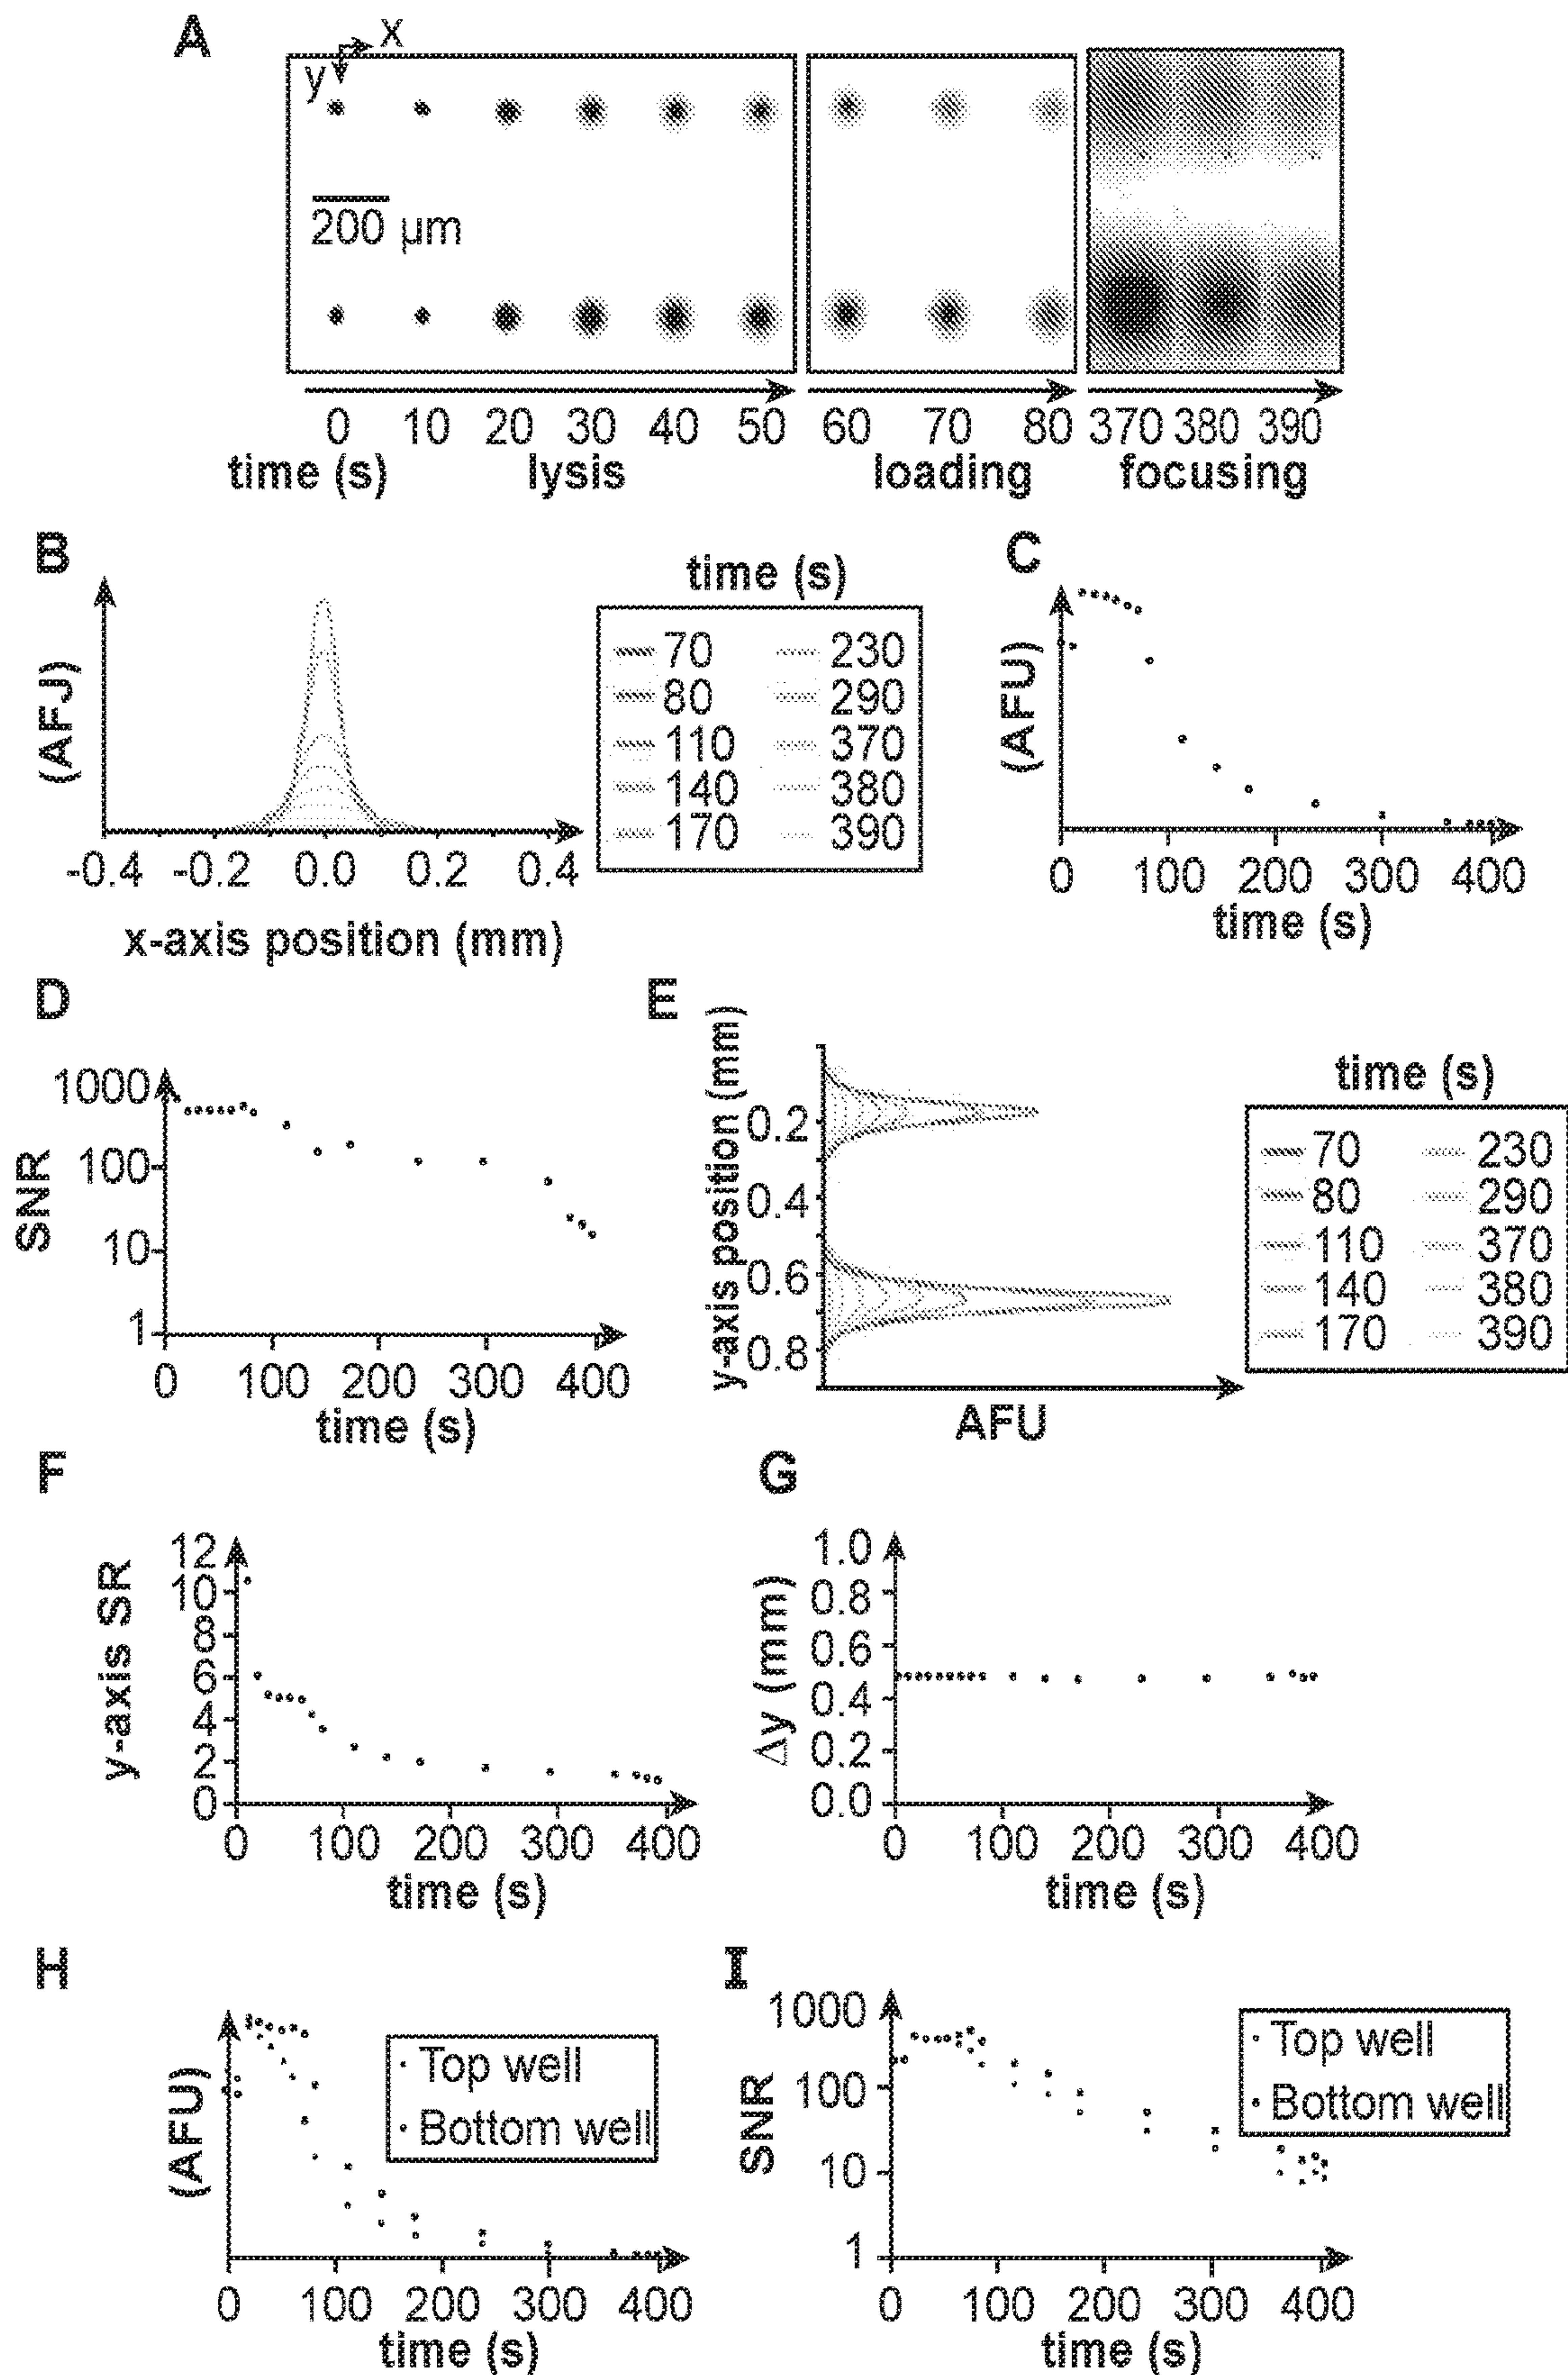 A
x
y
200 µm
0 10 20 30 40 50 60 70 80 370 380 390
time (s) lysis loading focusing
B
(AFJ)
-0.4 -0.2 0.0 0.2 0.4
x-axis position (mm)
time (s)
70 230
80 290
110 370
140 380
170 390
C
(AFU)
0 100 200 300 400
time (s)
D
SNR
1000
100
10
1
0 100 200 300 400
time (s)
E
y-axis position (mm)
0.2
0.4
0.6
0.8
AFU
time (s)
70 230
80 290
110 370
140 380
170 390
F
y-axis SR
12
10
8
6
4
2
0
0 100 200 300 400
time (s)
G
Δy (mm)
1.0
0.8
0.6
0.4
0.2
0.0
0 100 200 300 400
time (s)
H
(AFU)
Top well
Bottom well
0 100 200 300 400
time (s)
I
SNR
1000
100
10
1
Top well
Bottom well
0 100 200 300 400
time (s)